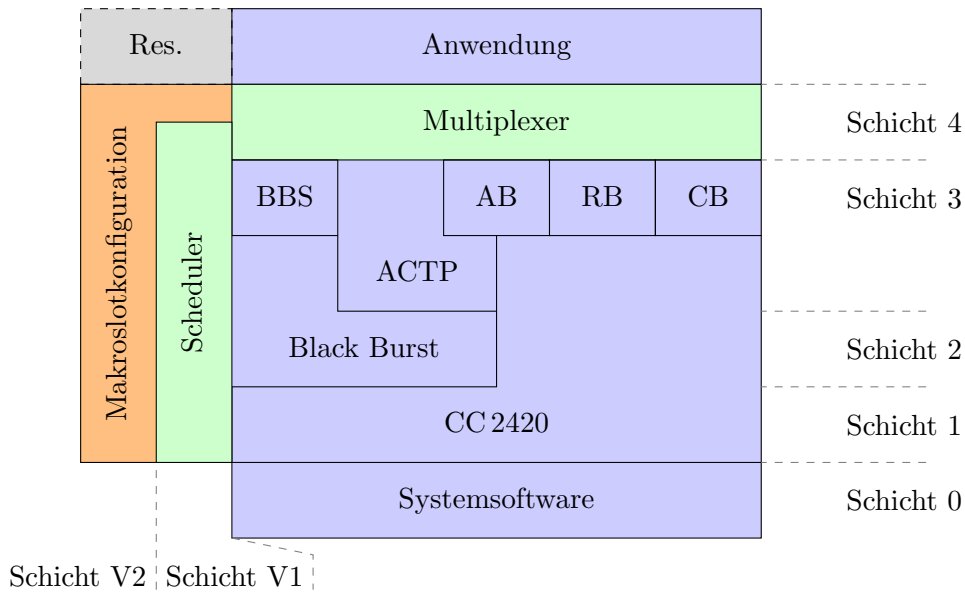 Res.
Anwendung
Multiplexer
Schicht 4
BBS
AB
RB
CB
Schicht 3
Makroslotkonfiguration
Scheduler
ACTP
Black Burst
Schicht 2
CC 2420
Schicht 1
Systemsoftware
Schicht 0
Schicht V2
Schicht V1